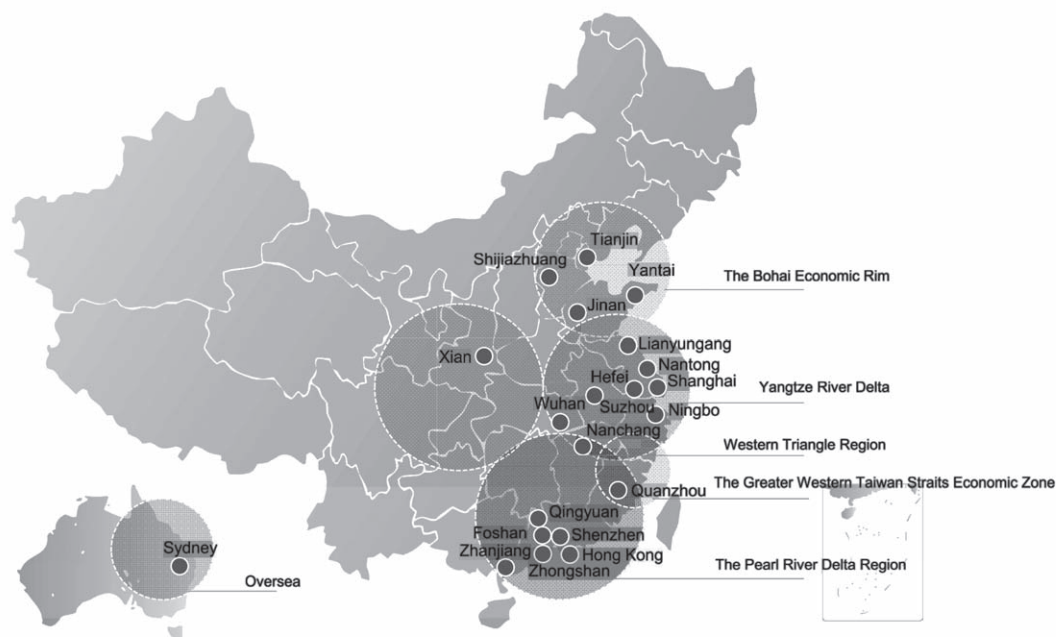 Tianjin
Shijiazhuang
Yantai
The Bohai Economic Rim
Jinan
Lianyungang
Xian
Nantong
Hefei
Shanghai
Yangtze River Delta
Suzhou
Wuhan
Ningbo
Nanchang
Western Triangle Region
The Greater Western Taiwan Straits Economic Zone
Quanzhou
Qingyuan
Foshan
Shenzhen
Sydney
Zhanjiang
Hong Kong
The Pearl River Delta Region
Zhongshan
Oversea